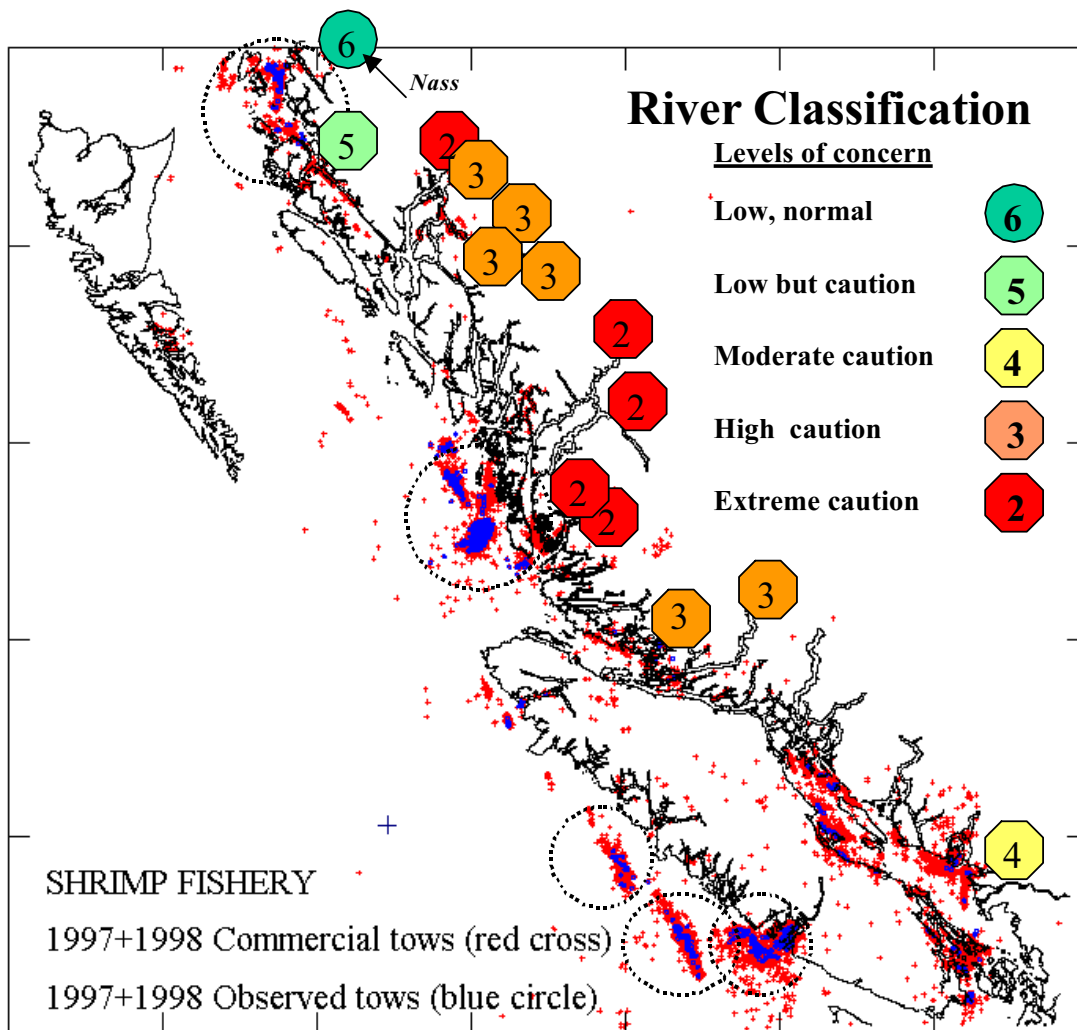 6
Nass
River Classification
5
2
3
Levels of concern
3
Low, normal 6
3
3
Low but caution 5
2
Moderate caution 4
2
High caution 3
2
2
Extreme caution 2
3
3
4
SHRIMP FISHERY
1997+1998 Commercial tows (red cross)
1997+1998 Observed tows (blue circle)